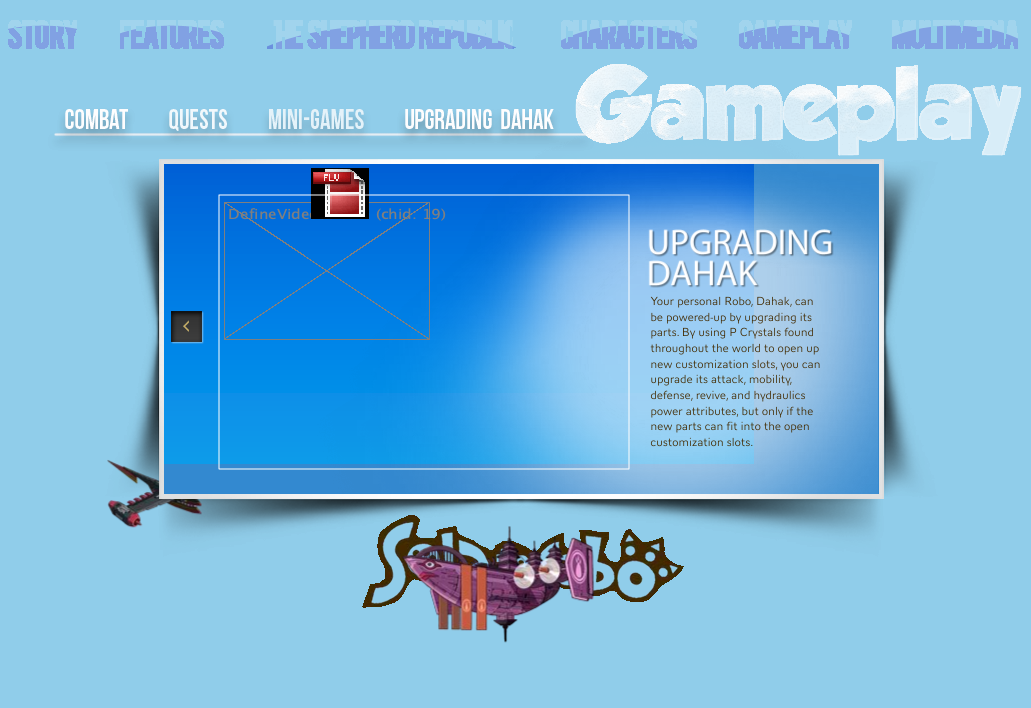 STORY FEATURES THE SHEPHERD REPUBLIC CHARACTERS GAMEPLAY MULTIMEDIA
COMBAT QUESTS MINI-GAMES UPGRADING DAHAK
Gameplay
FLV
DefineVide (chid: 19)
UPGRADING
DAHAK
Your personal Robo, Dahak, can
be powered-up by upgrading its
parts. By using P Crystals found
throughout the world to open up
new customization slots, you can
upgrade its attack, mobility,
defense, revive, and hydraulics
power attributes, but only if the
new parts can fit into the open
customization slots.